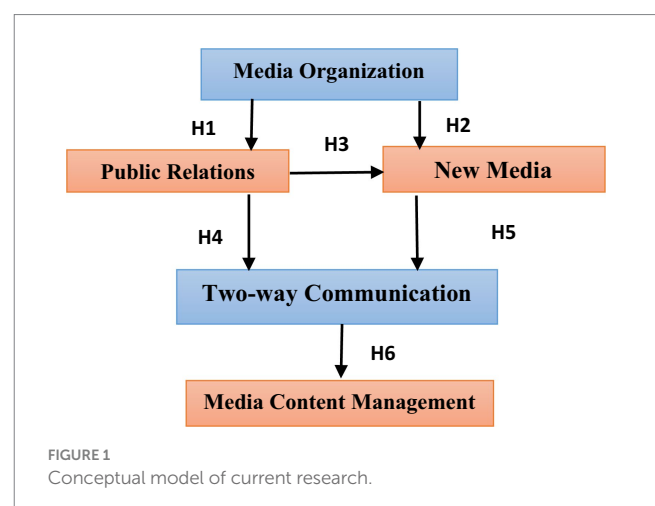 Media Organization
H1
H2
H3
Public Relations
New Media
H4
H5
Two-way Communication
H6
Media Content Management
FIGURE 1
Conceptual model of current research.